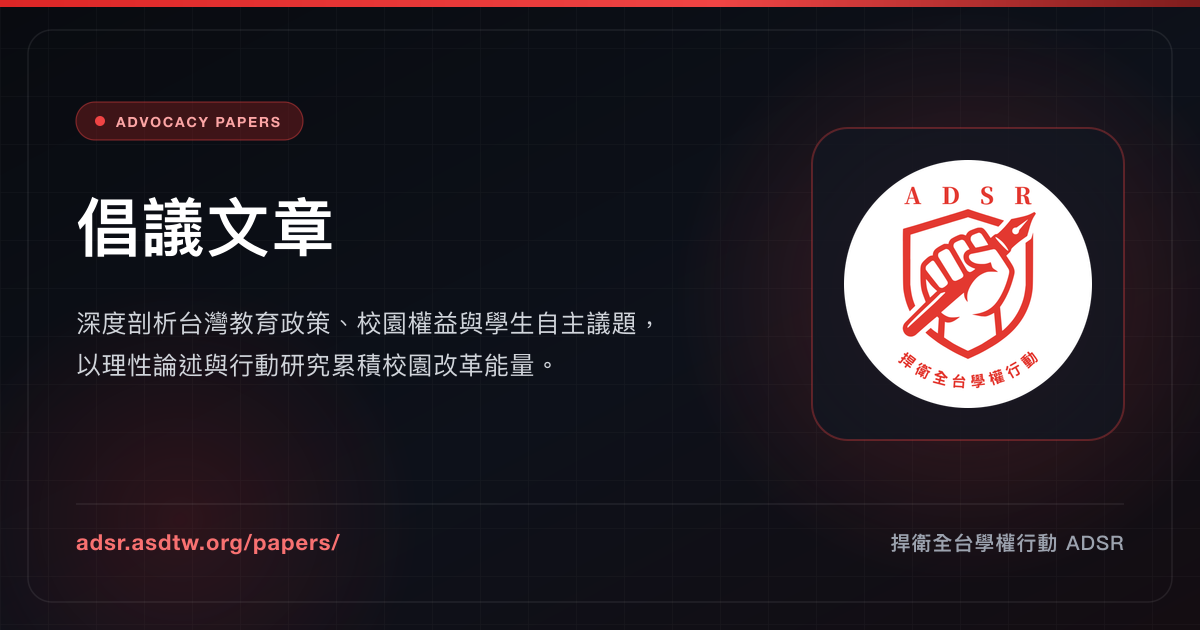 ADVOCACY PAPERS
倡議文章
深度剖析台灣教育政策、校園權益與學生自主議題，
以理性論述與行動研究累積校園改革能量。
A D S R
捍衛全台學權行動
adsr.asdtw.org/papers/
捍衛全台學權行動 ADSR